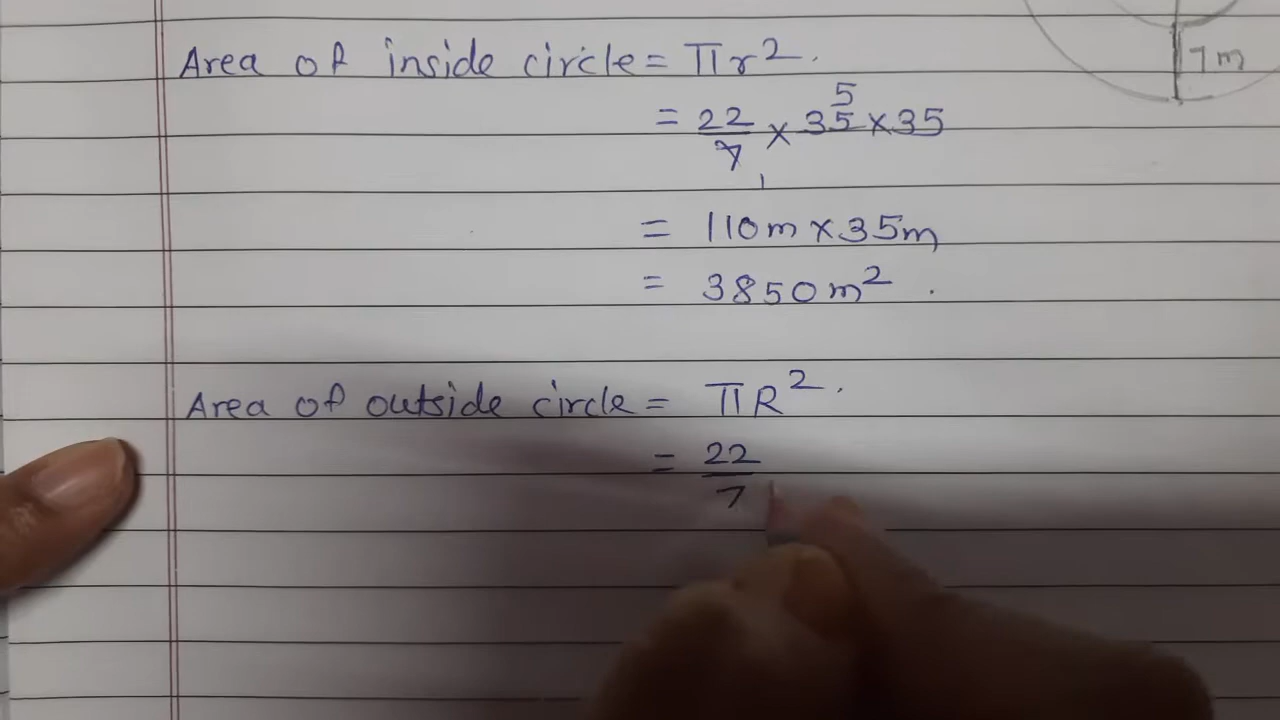 7m
Area of inside circle = πr².
= 22/7 × 35 5 × 35
1
= 110m × 35m
= 3850m².
Area of outside circle = πR².
= 22/7